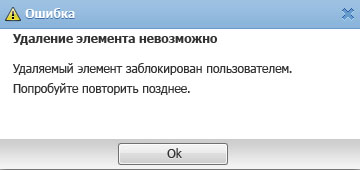 Ошибка
Удаление элемента невозможно
Удаляемый элемент заблокирован пользователем.
Попробуйте повторить позднее.
Ok